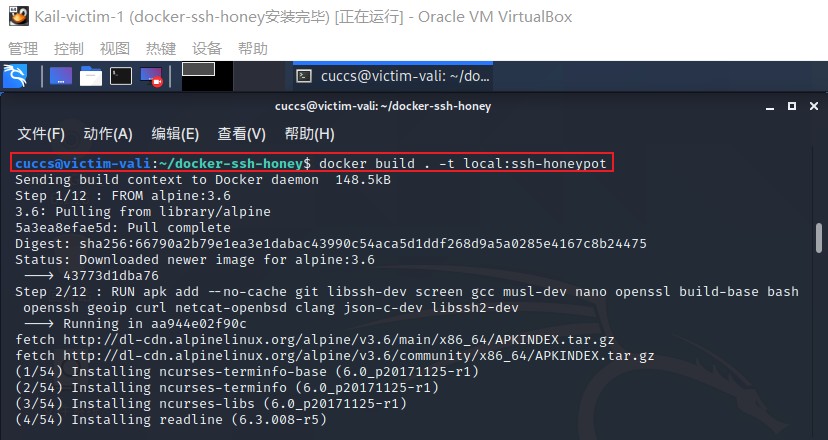 Kail-victim-1 (docker-ssh-honey安装完毕) [正在运行] - Oracle VM VirtualBox
管理 控制 视图 热键 设备 帮助
cuccs@victim-vali: ~/do...
cuccs@victim-vali: ~/docker-ssh-honey
文件(F) 动作(A) 编辑(E) 查看(V) 帮助(H)
cuccs@victim-vali:~/docker-ssh-honey$ docker build . -t local:ssh-honeypot
Sending build context to Docker daemon  148.5kB
Step 1/12 : FROM alpine:3.6
3.6: Pulling from library/alpine
5a3ea8efae5d: Pull complete
Digest: sha256:66790a2b79e1ea3e1dabac43990c54aca5d1ddf268d9a5a0285e4167c8b24475
Status: Downloaded newer image for alpine:3.6
 ---> 43773d1dba76
Step 2/12 : RUN apk add --no-cache git libssh-dev screen gcc musl-dev nano openssl build-base bash
 openssh geoip curl netcat-openbsd clang json-c-dev libssh2-dev
 ---> Running in aa944e02f90c
fetch http://dl-cdn.alpinelinux.org/alpine/v3.6/main/x86_64/APKINDEX.tar.gz
fetch http://dl-cdn.alpinelinux.org/alpine/v3.6/community/x86_64/APKINDEX.tar.gz
(1/54) Installing ncurses-terminfo-base (6.0_p20171125-r1)
(2/54) Installing ncurses-terminfo (6.0_p20171125-r1)
(3/54) Installing ncurses-libs (6.0_p20171125-r1)
(4/54) Installing readline (6.3.008-r5)